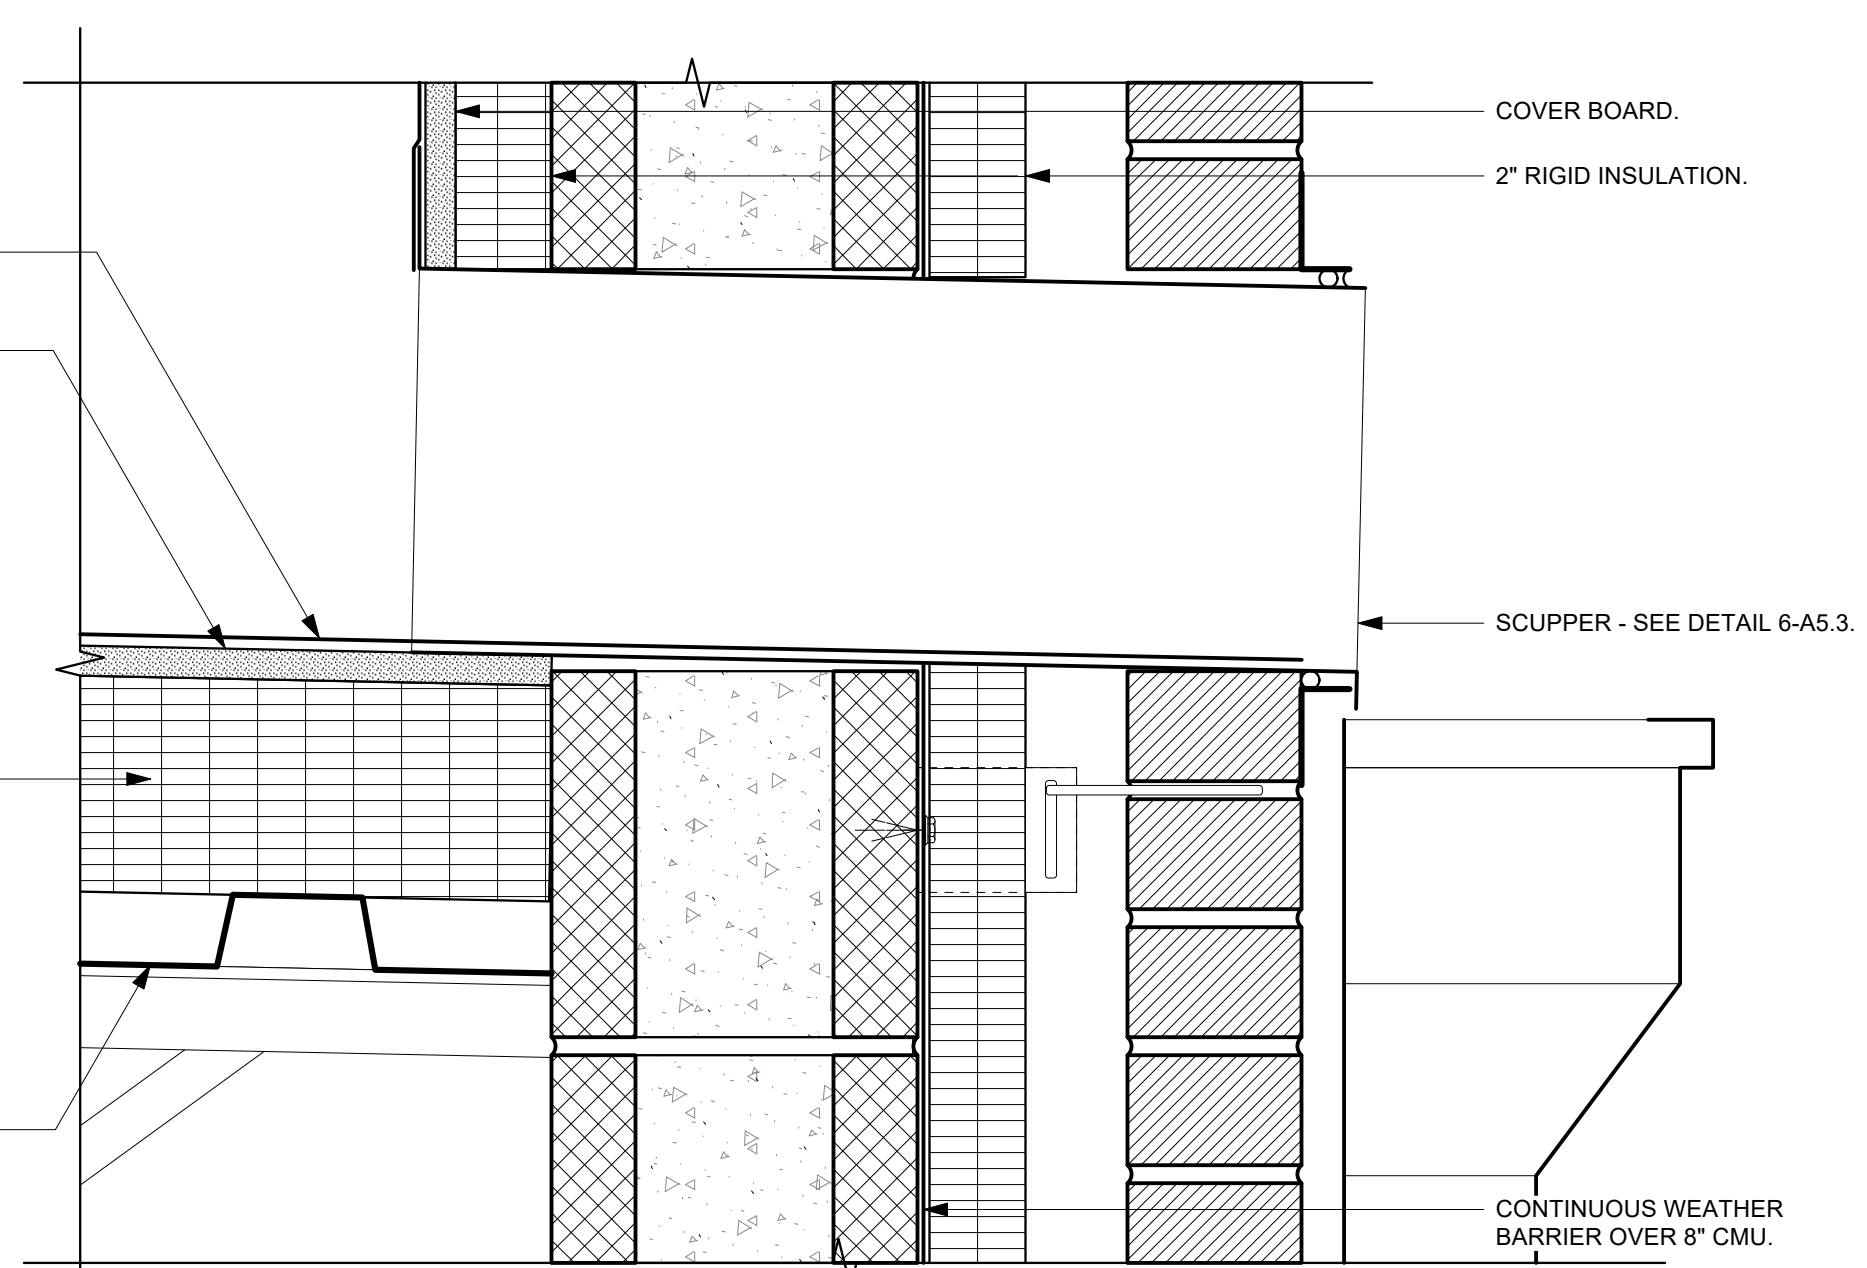 COVER BOARD.
2" RIGID INSULATION.
SCUPPER - SEE DETAIL 6-A5.3.
CONTINUOUS WEATHER
BARRIER OVER 8" CMU.